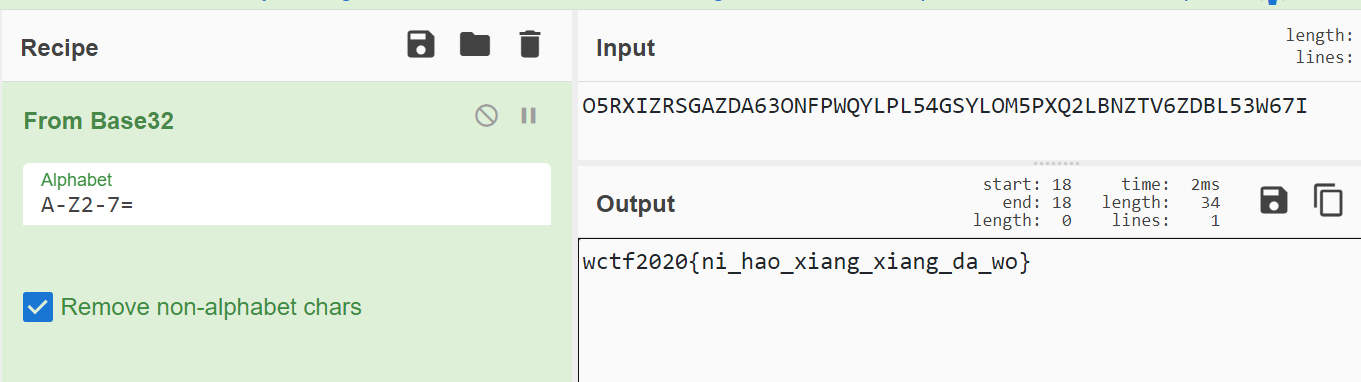 Recipe
From Base32
Alphabet
A-Z2-7=
Remove non-alphabet chars
Input
length:
lines:
O5RXIZRSGAZDA63ONFPWQYLPL54GSYLOM5PXQ2LBNZTV6ZDBL53W67I
Output
start: 18 time: 2ms
end: 18 length: 34
length: 0 lines: 1
wctf2020{ni_hao_xiang_xiang_da_wo}